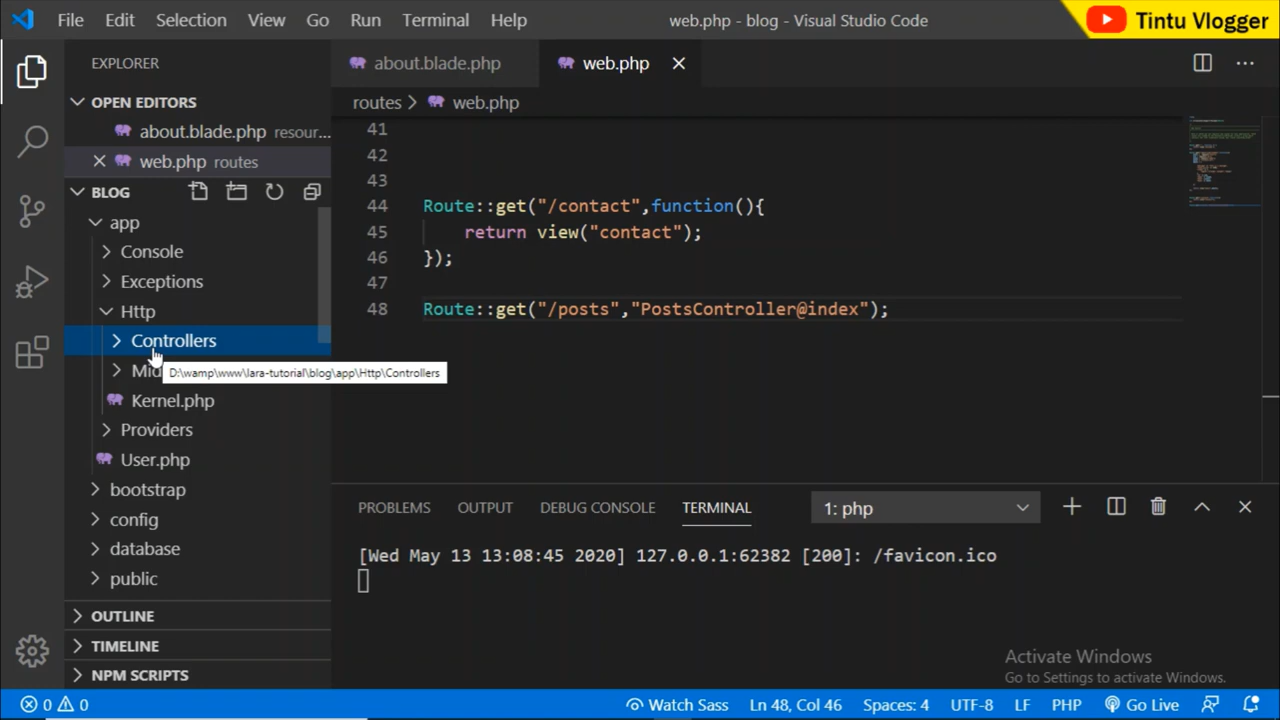 File Edit Selection View Go Run Terminal Help
web.php - blog - Visual Studio Code
Tintu Vlogger
EXPLORER
OPEN EDITORS
about.blade.php resour...
web.php routes
BLOG
app
Console
Exceptions
Http
Controllers
D:\wamp\www\lara-tutorial\blog\app\Http\Controllers
Mid
Kernel.php
Providers
User.php
bootstrap
config
database
public
OUTLINE
TIMELINE
NPM SCRIPTS
about.blade.php web.php
routes > web.php
41
42
43
44 Route::get("/contact",function(){
45 return view("contact");
46 });
47
48 Route::get("/posts","PostsController@index");
PROBLEMS OUTPUT DEBUG CONSOLE TERMINAL 1: php
[Wed May 13 13:08:45 2020] 127.0.0.1:62382 [200]: /favicon.ico
Activate Windows
Go to Settings to activate Windows.
0 0 Watch Sass Ln 48, Col 46 Spaces: 4 UTF-8 LF PHP Go Live